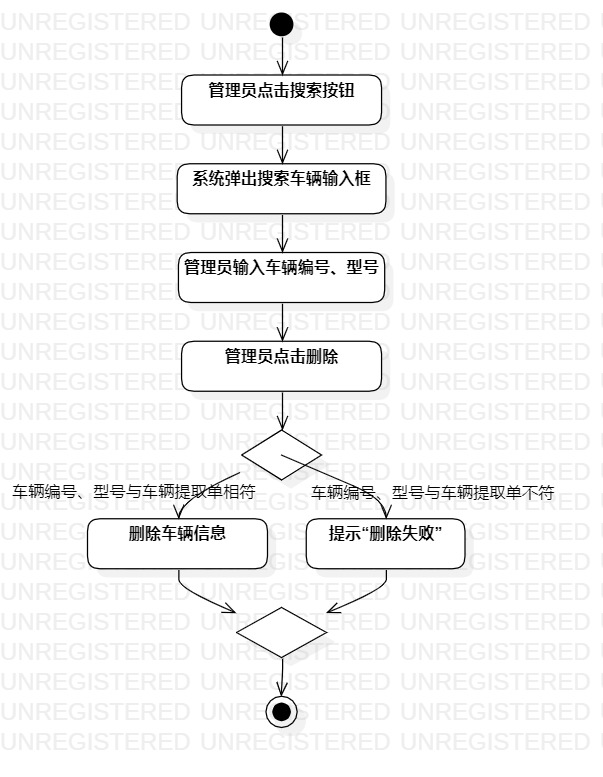 管理员点击搜索按钮
系统弹出搜索车辆输入框
管理员输入车辆编号、型号
管理员点击删除
车辆编号、型号与车辆提取单相符
车辆编号、型号与车辆提取单不符
删除车辆信息
提示“删除失败”
UNREGISTERED